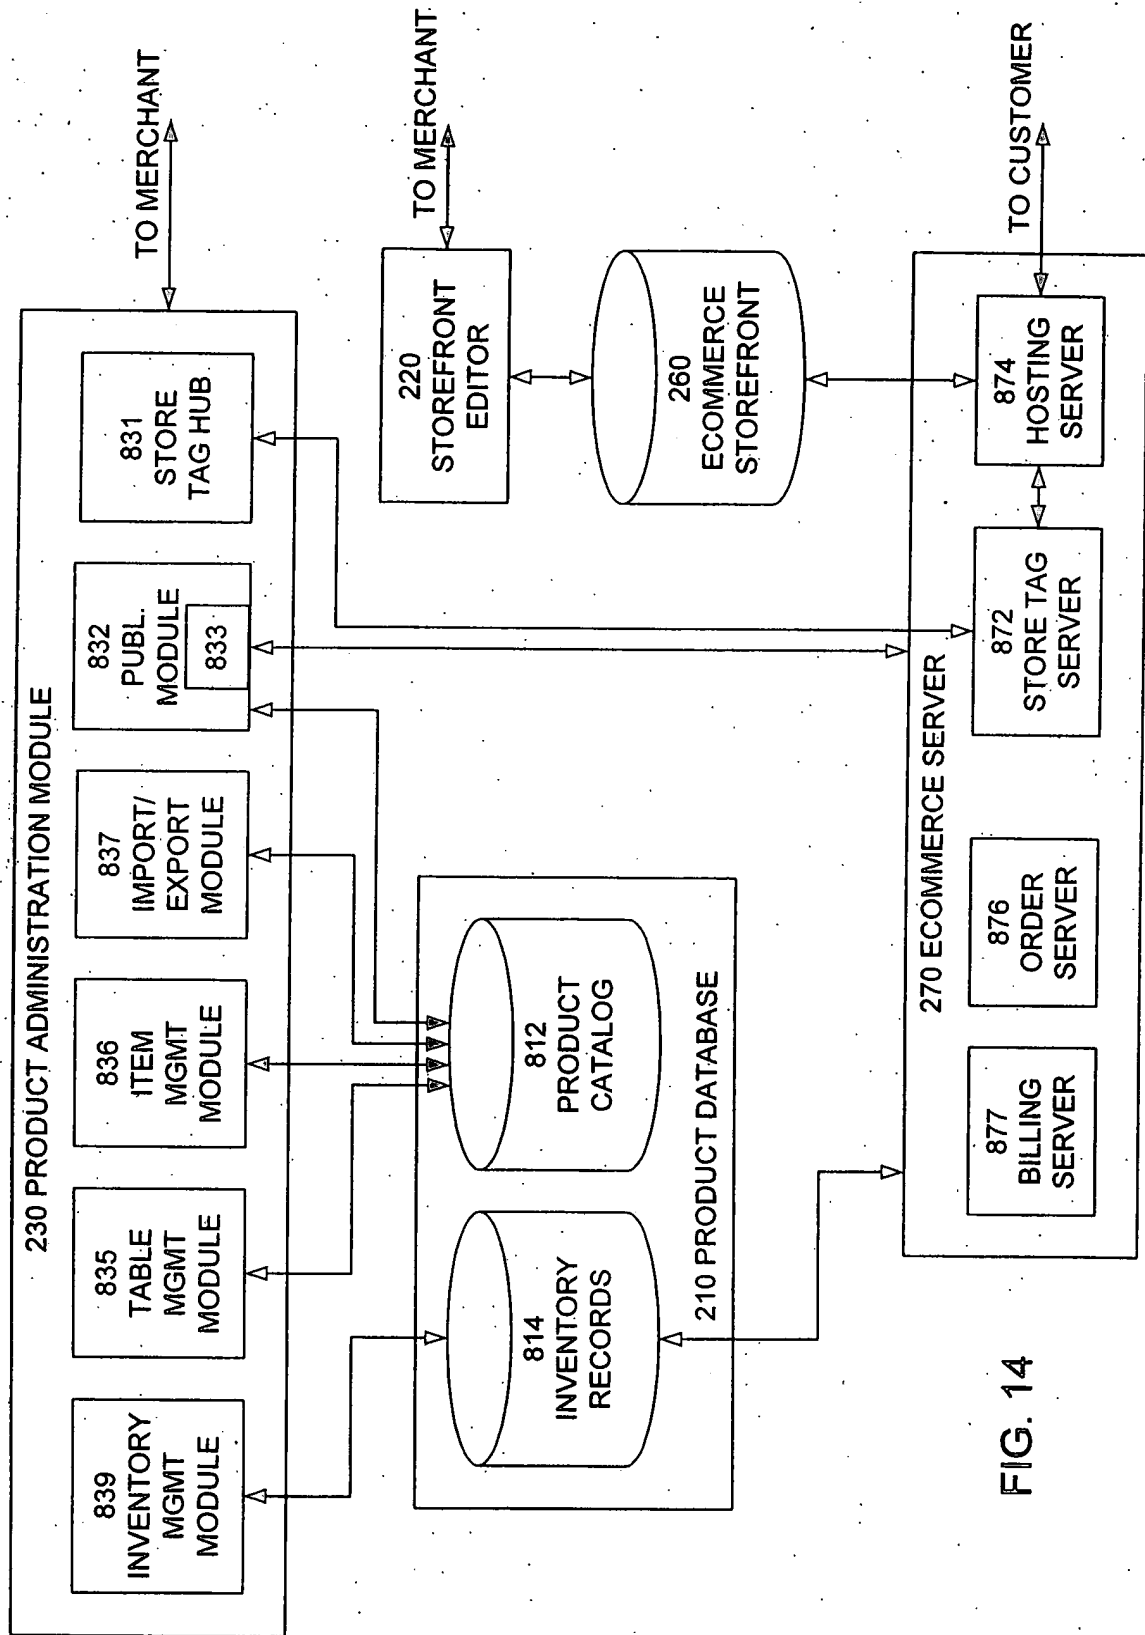 230 PRODUCT ADMINISTRATION MODULE
839
INVENTORY
MGMT
MODULE
835
TABLE
MGMT
MODULE
836
ITEM
MGMT
MODULE
837
IMPORT/
EXPORT
MODULE
832
PUBL.
MODULE
833
831
STORE
TAG HUB
TO MERCHANT
814
INVENTORY
RECORDS
812
PRODUCT
CATALOG
210 PRODUCT DATABASE
220
STOREFRONT
EDITOR
TO MERCHANT
260
ECOMMERCE
STOREFRONT
270 ECOMMERCE SERVER
877
BILLING
SERVER
876
ORDER
SERVER
872
STORE TAG
SERVER
874
HOSTING
SERVER
TO CUSTOMER
FIG. 14